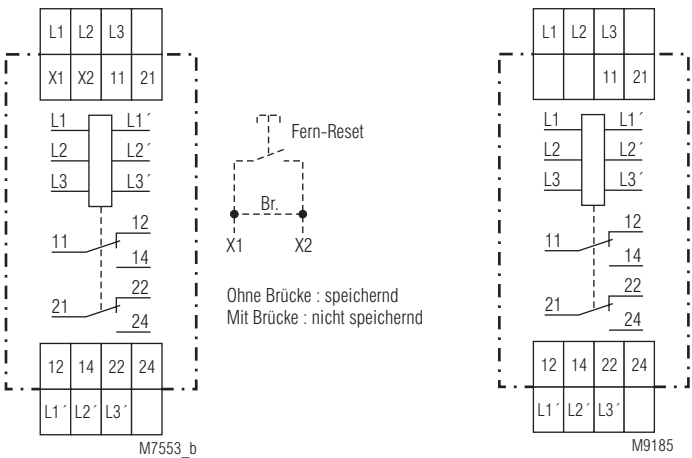 L1 L2 L3
X1 X2 11 21
L1 L1´
L2 L2´
L3 L3´
11 12
14
21 22
24
12 14 22 24
L1´ L2´ L3´
M7553_b
Fern-Reset
Br.
X1 X2
Ohne Brücke : speichernd
Mit Brücke : nicht speichernd
L1 L2 L3
11 21
L1 L1´
L2 L2´
L3 L3´
11 12
14
21 22
24
12 14 22 24
L1´ L2´ L3´
M9185